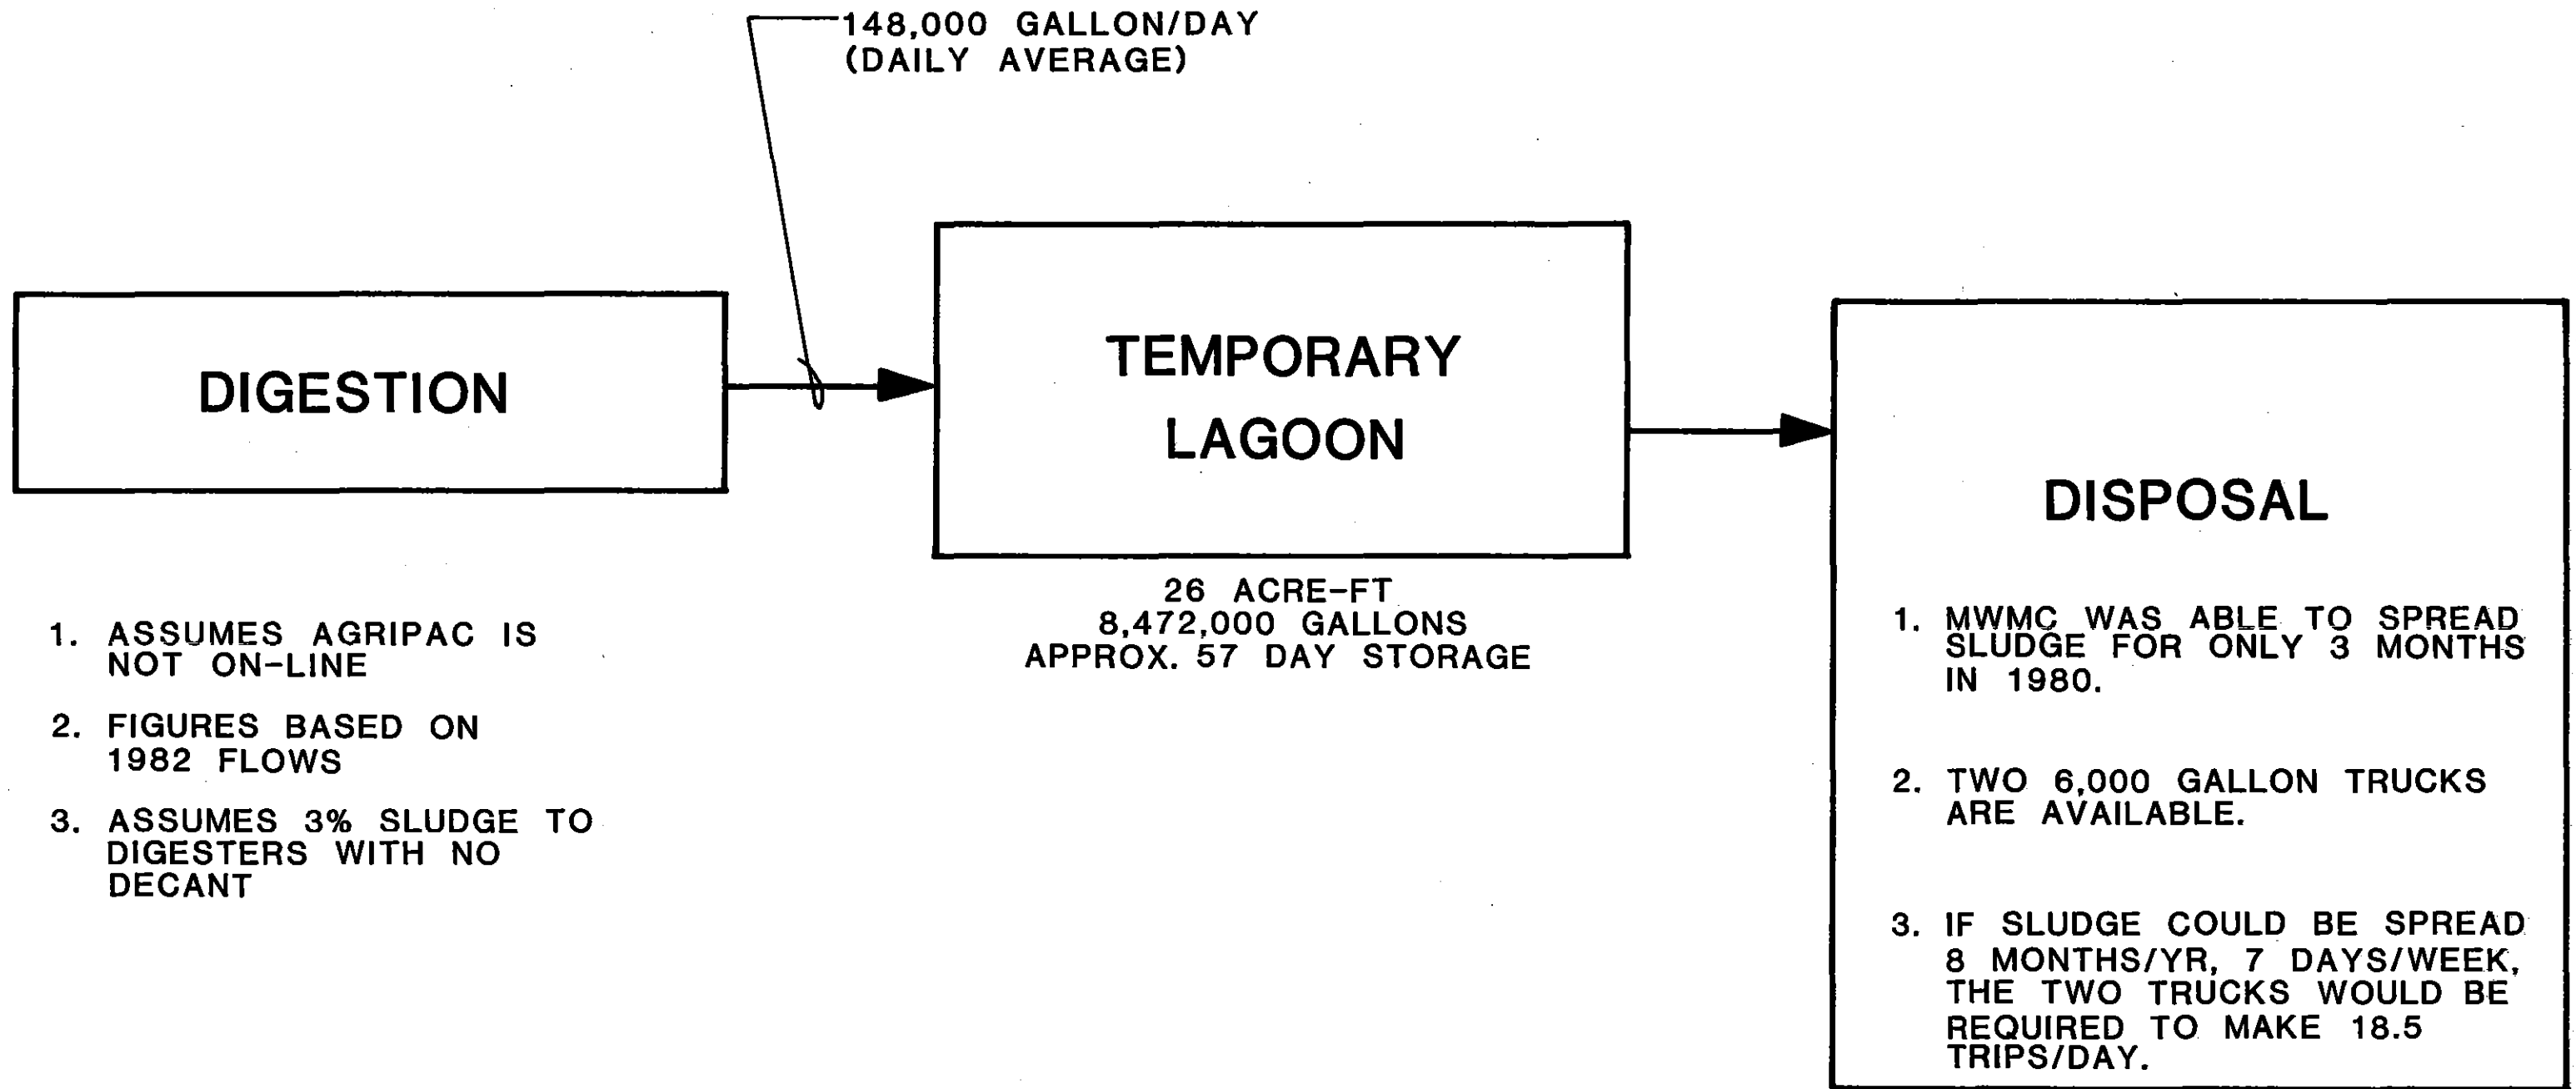 148,000 GALLON/DAY
(DAILY AVERAGE)
DIGESTION
1. ASSUMES AGRIPAC IS
NOT ON-LINE
2. FIGURES BASED ON
1982 FLOWS
3. ASSUMES 3% SLUDGE TO
DIGESTERS WITH NO
DECANT
TEMPORARY
LAGOON
26 ACRE-FT
8,472,000 GALLONS
APPROX. 57 DAY STORAGE
DISPOSAL
1. MWMC WAS ABLE TO SPREAD
SLUDGE FOR ONLY 3 MONTHS
IN 1980.
2. TWO 6,000 GALLON TRUCKS
ARE AVAILABLE.
3. IF SLUDGE COULD BE SPREAD
8 MONTHS/YR, 7 DAYS/WEEK,
THE TWO TRUCKS WOULD BE
REQUIRED TO MAKE 18.5
TRIPS/DAY.